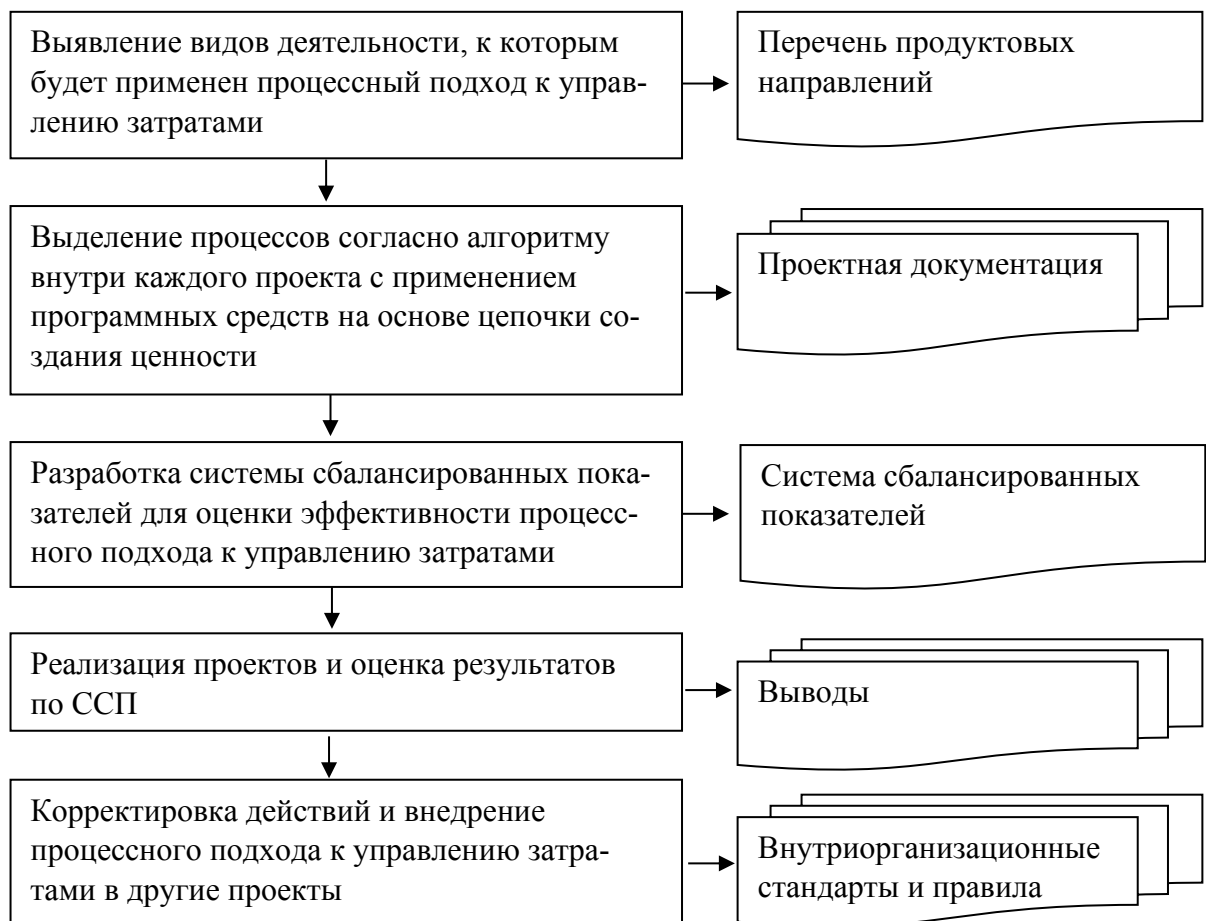 Выявление видов деятельности, к которым
будет применен процессный подход к управ-
лению затратами
Перечень продуктовых
направлений
Выделение процессов согласно алгоритму
внутри каждого проекта с применением
программных средств на основе цепочки со-
здания ценности
Проектная документация
Разработка системы сбалансированных пока-
зателей для оценки эффективности процесс-
ного подхода к управлению затратами
Система сбалансированных
показателей
Реализация проектов и оценка результатов
по ССП
Выводы
Корректировка действий и внедрение
процессного подхода к управлению затра-
тами в другие проекты
Внутриорганизационные
стандарты и правила